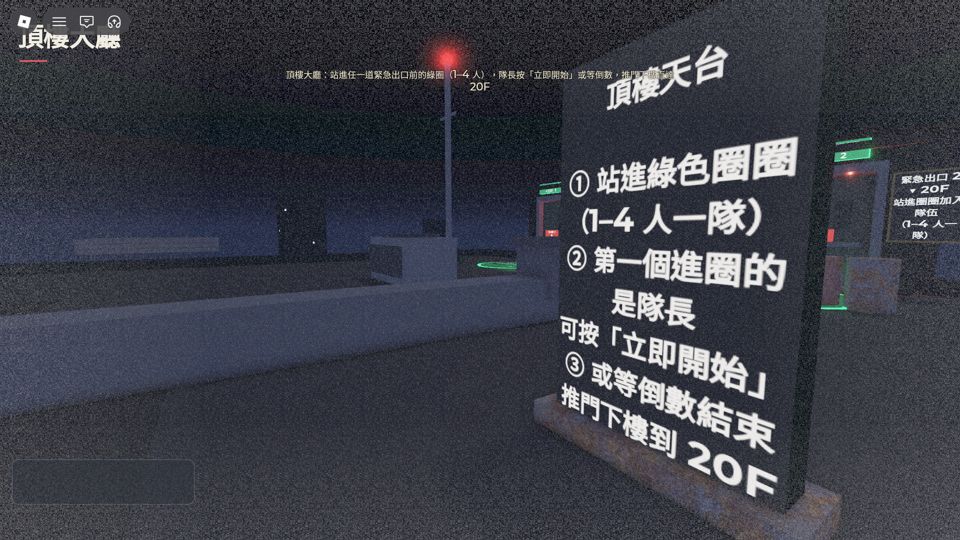 頂樓大廳
頂樓大廳：站進任一道緊急出口前的綠圈（1–4 人），隊長按「立即開始」或等倒數，推門下樓
20F
頂樓天台
① 站進綠色圈圈
（1–4 人一隊）
② 第一個進圈的
是隊長
可按「立即開始」
③ 或等倒數結束
推門下樓到 20F
2
緊急出口 2
▼ 20F
站進圈圈加入
隊伍
（1–4 人一
隊）